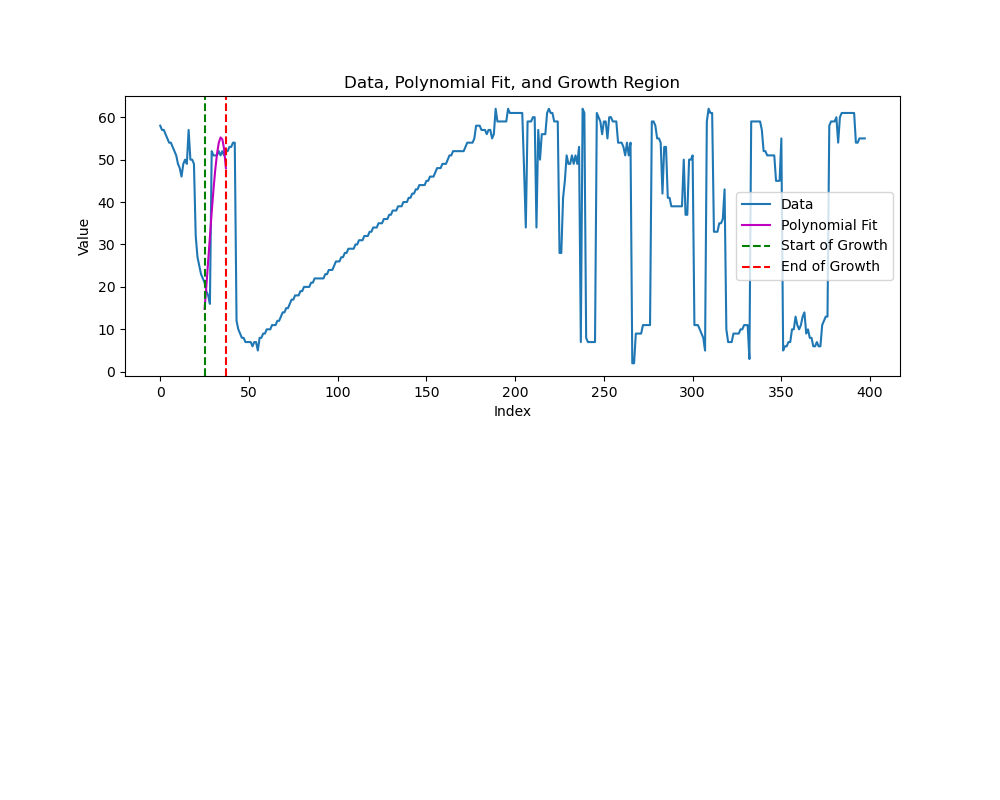 Data, Polynomial Fit, and Growth Region
60
50
40
30
20
10
0
Value
Data
Polynomial Fit
Start of Growth
End of Growth
0 50 100 150 200 250 300 350 400
Index